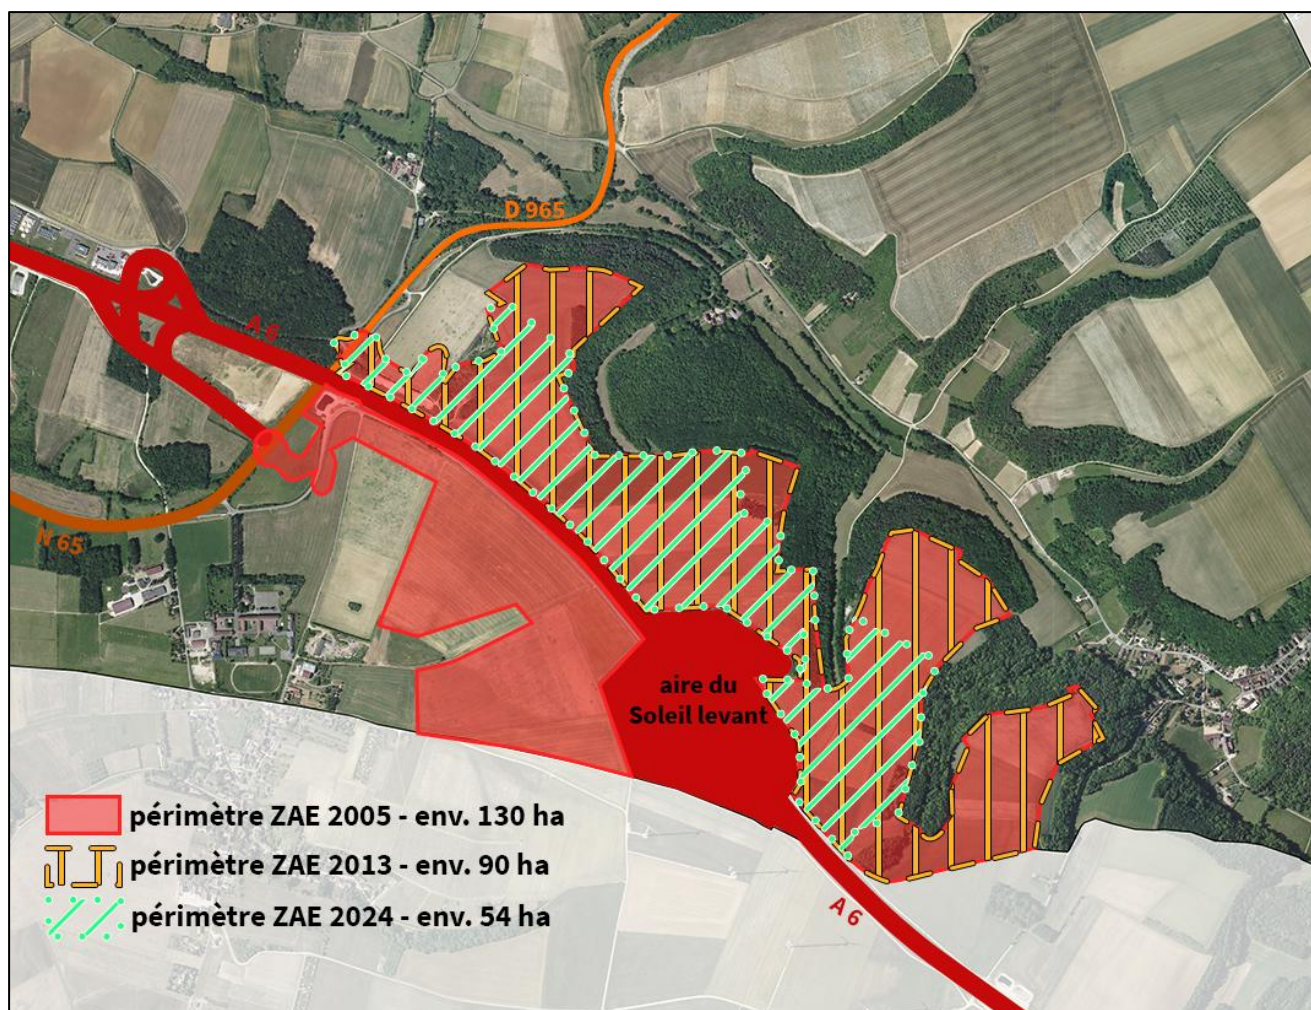 D 965
A 6
N 65
aire du
Soleil levant
périmètre ZAE 2005 - env. 130 ha
périmètre ZAE 2013 - env. 90 ha
périmètre ZAE 2024 - env. 54 ha
A 6